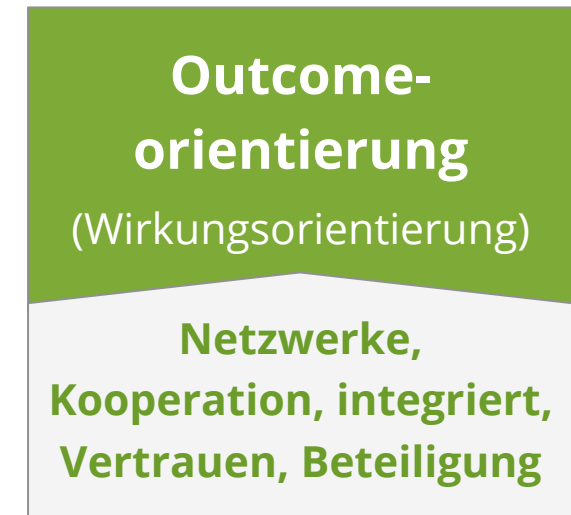 Outcome-
orientierung
(Wirkungsorientierung)
Netzwerke,
Kooperation, integriert,
Vertrauen, Beteiligung